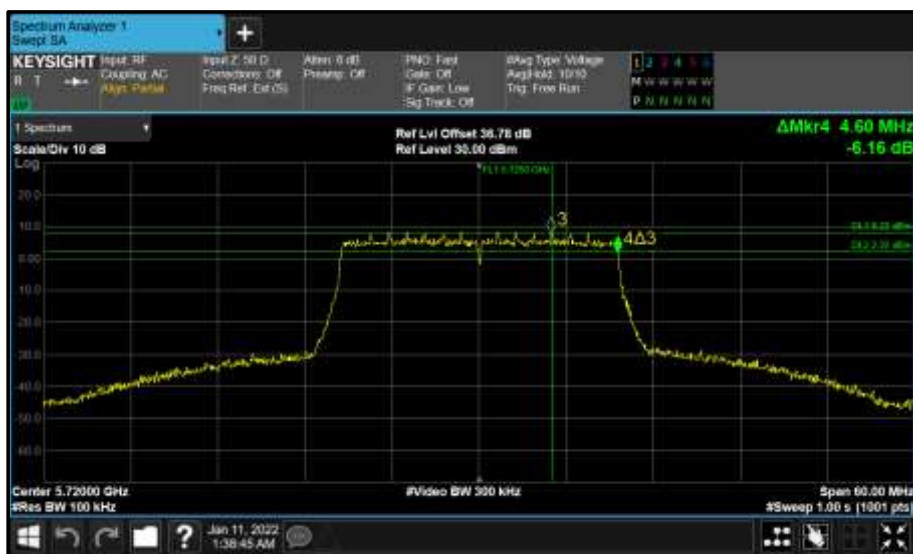 Spectrum Analyzer 1
Swept SA
KEYSIGHT
R T
Input: RF
Coupling: AC
Align: Partial
Input Z: 50 Ω
Corrections: Off
Freq Ref: Ext (S)
Atten: 6 dB
Preamp: Off
PNO: Fast
Gate: Off
IF Gain: Low
Sig Track: Off
#Avg Type: Voltage
Avg|Hold: 10/10
Trig: Free Run
1 2 3 4 5 6
M W W W W W
P N N N N N
1 Spectrum
Scale/Div 10 dB
Ref Lvl Offset 36.78 dB
Ref Level 30.00 dBm
ΔMkr4 4.60 MHz
-6.16 dB
Log
20.0
10.0
0.00
-10.0
-20.0
-30.0
-40.0
-50.0
-60.0
3
4Δ3
Center 5.72000 GHz
#Video BW 300 kHz
Span 60.00 MHz
#Res BW 100 kHz
#Sweep 1.00 s (1001 pts)
?
Jan 11, 2022
1:38:45 AM